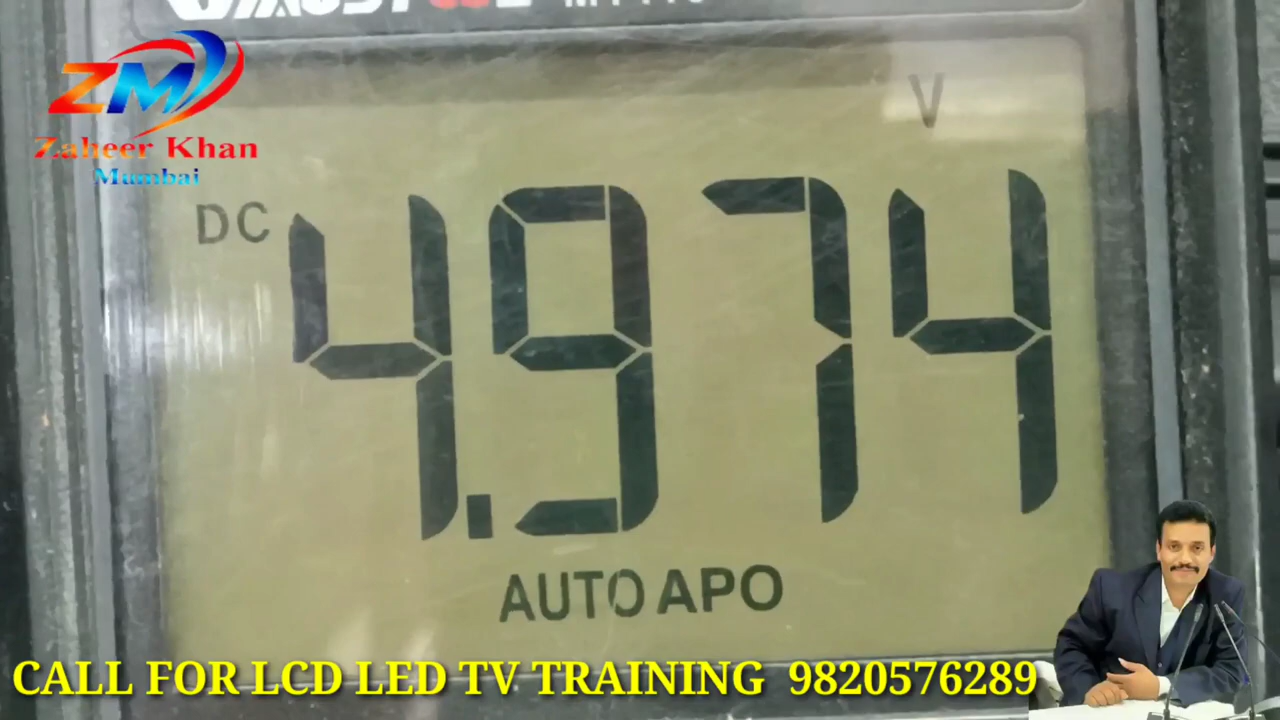 ZM
Zaheer Khan
Mumbai
V
DC
4.974
AUTO APO
CALL FOR LCD LED TV TRAINING 9820576289